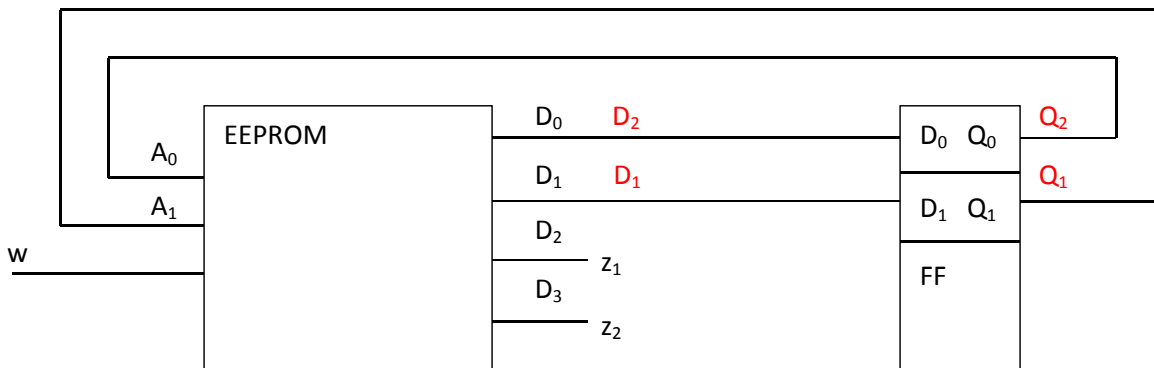 D₀ D₂ Q₂
EEPROM D₀ Q₀
A₀
D₁ D₁ Q₁
A₁ D₁ Q₁
D₂
w
z₁
FF
D₃
z₂